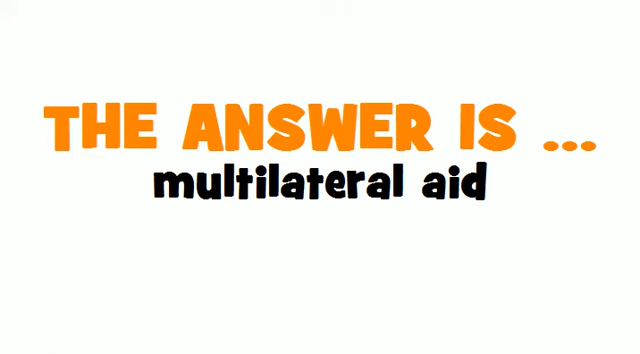 THE ANSWER IS ...
multilateral aid